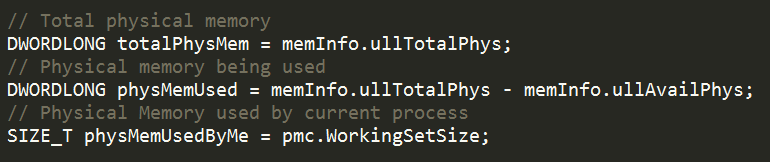 // Total physical memory
DWORDLONG totalPhysMem = memInfo.ullTotalPhys;
// Physical memory being used
DWORDLONG physMemUsed = memInfo.ullTotalPhys - memInfo.ullAvailPhys;
// Physical Memory used by current process
SIZE_T physMemUsedByMe = pmc.WorkingSetSize;